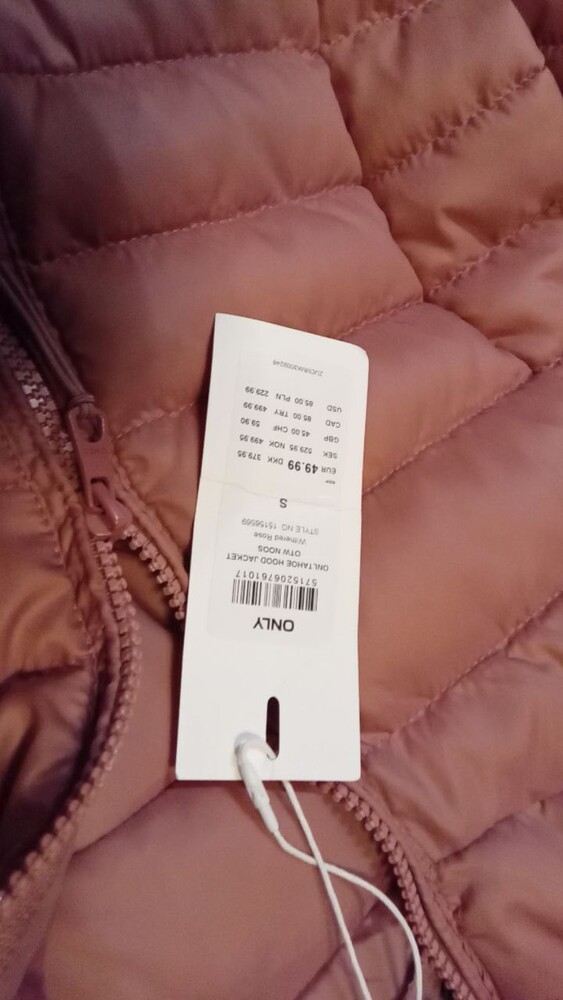 ONLY
5715206761017
ONLTAHOE HOOD JACKET
OTW NOOS
Withered Rose
STYLE NO. 15156569
S
RRP
EUR 49.99 DKK 379.95
SEK 529.95 NOK 499.95
GBP 45.00 CHF 59.90
CAD 85.00 TRY 499.99
USD 85.00 PLN 229.99